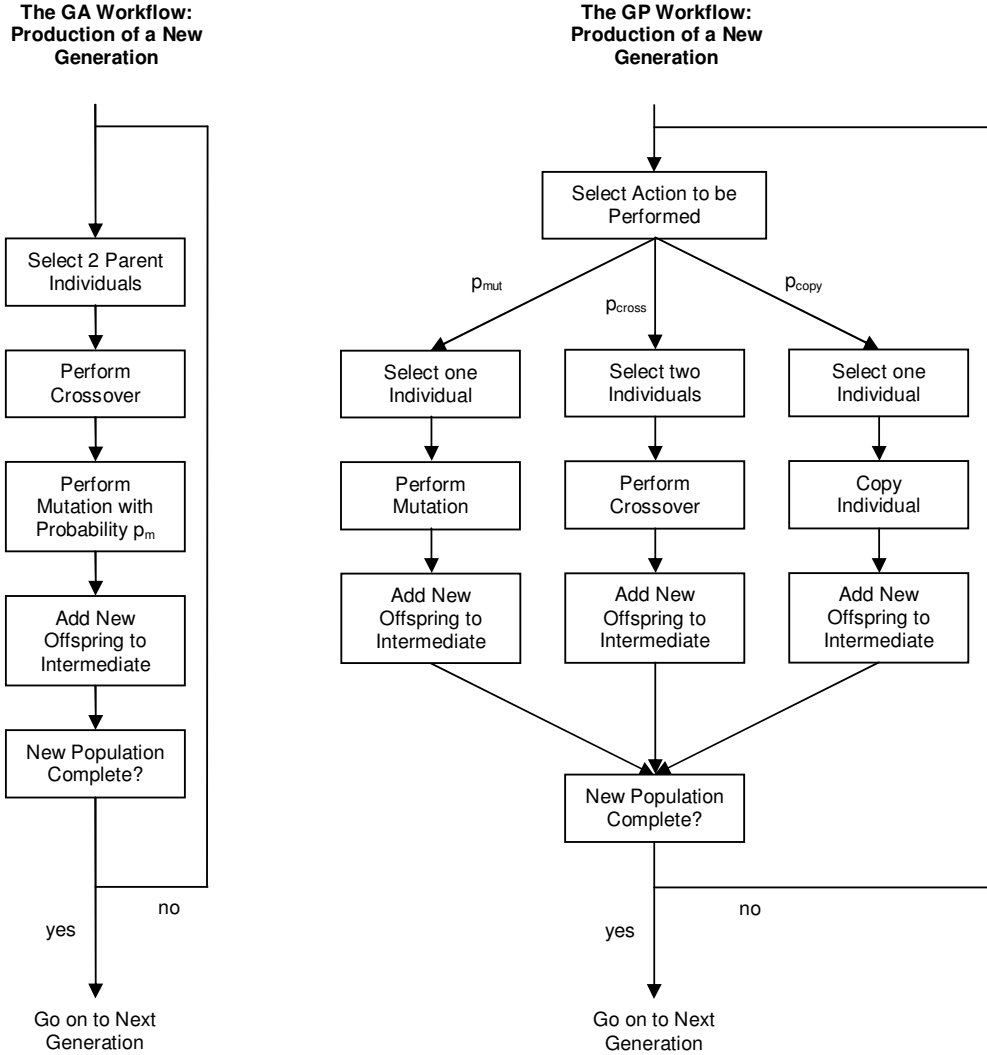 The GA Workflow:
Production of a New
Generation
Select 2 Parent
Individuals
Perform
Crossover
Perform
Mutation with
Probability pm
Add New
Offspring to
Intermediate
New Population
Complete?
no
yes
Go on to Next
Generation
The GP Workflow:
Production of a New
Generation
Select Action to be
Performed
pmut
pcross
pcopy
Select one
Individual
Perform
Mutation
Add New
Offspring to
Intermediate
Select two
Individuals
Perform
Crossover
Add New
Offspring to
Intermediate
Select one
Individual
Copy
Individual
Add New
Offspring to
Intermediate
New Population
Complete?
no
yes
Go on to Next
Generation